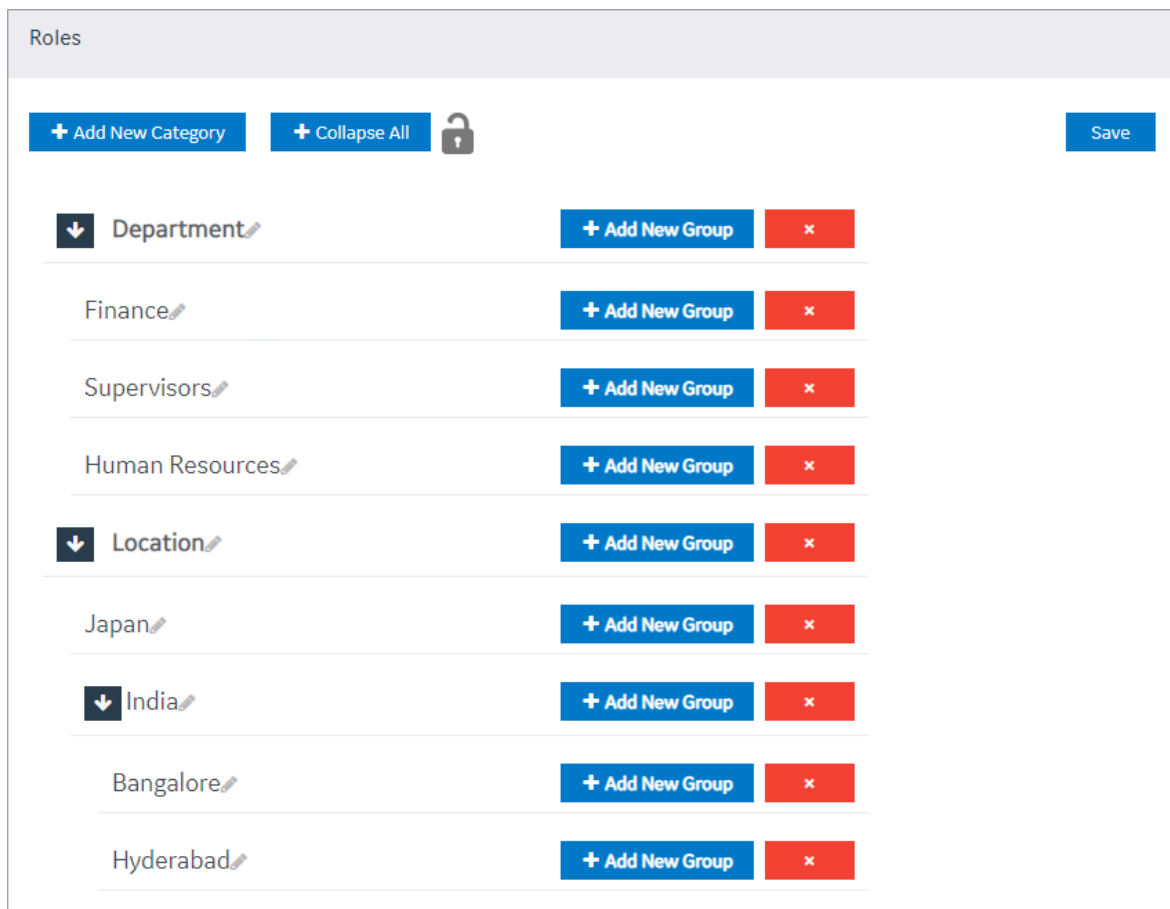 Roles
+ Add New Category + Collapse All Save
Department + Add New Group ×
Finance + Add New Group ×
Supervisors + Add New Group ×
Human Resources + Add New Group ×
Location + Add New Group ×
Japan + Add New Group ×
India + Add New Group ×
Bangalore + Add New Group ×
Hyderabad + Add New Group ×